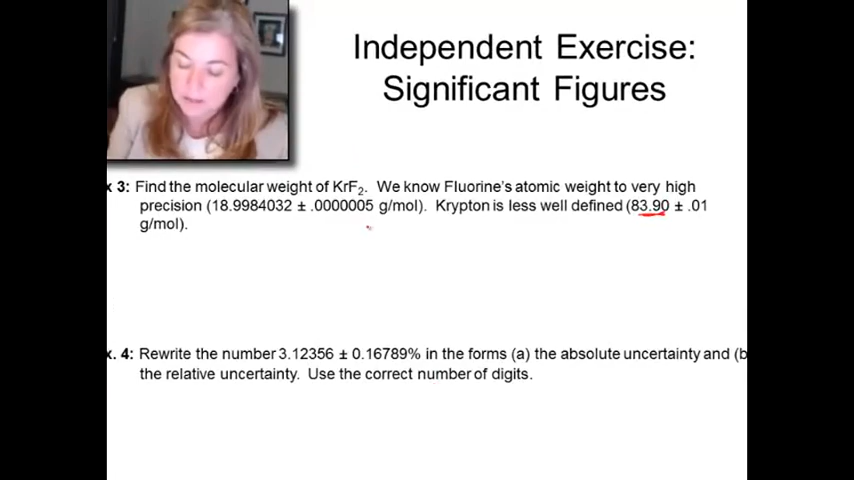 Independent Exercise:
Significant Figures
x 3: Find the molecular weight of KrF₂. We know Fluorine's atomic weight to very high
precision (18.9984032 ± .0000005 g/mol). Krypton is less well defined (83.90 ± .01
g/mol).
x. 4: Rewrite the number 3.12356 ± 0.16789% in the forms (a) the absolute uncertainty and (b
the relative uncertainty. Use the correct number of digits.